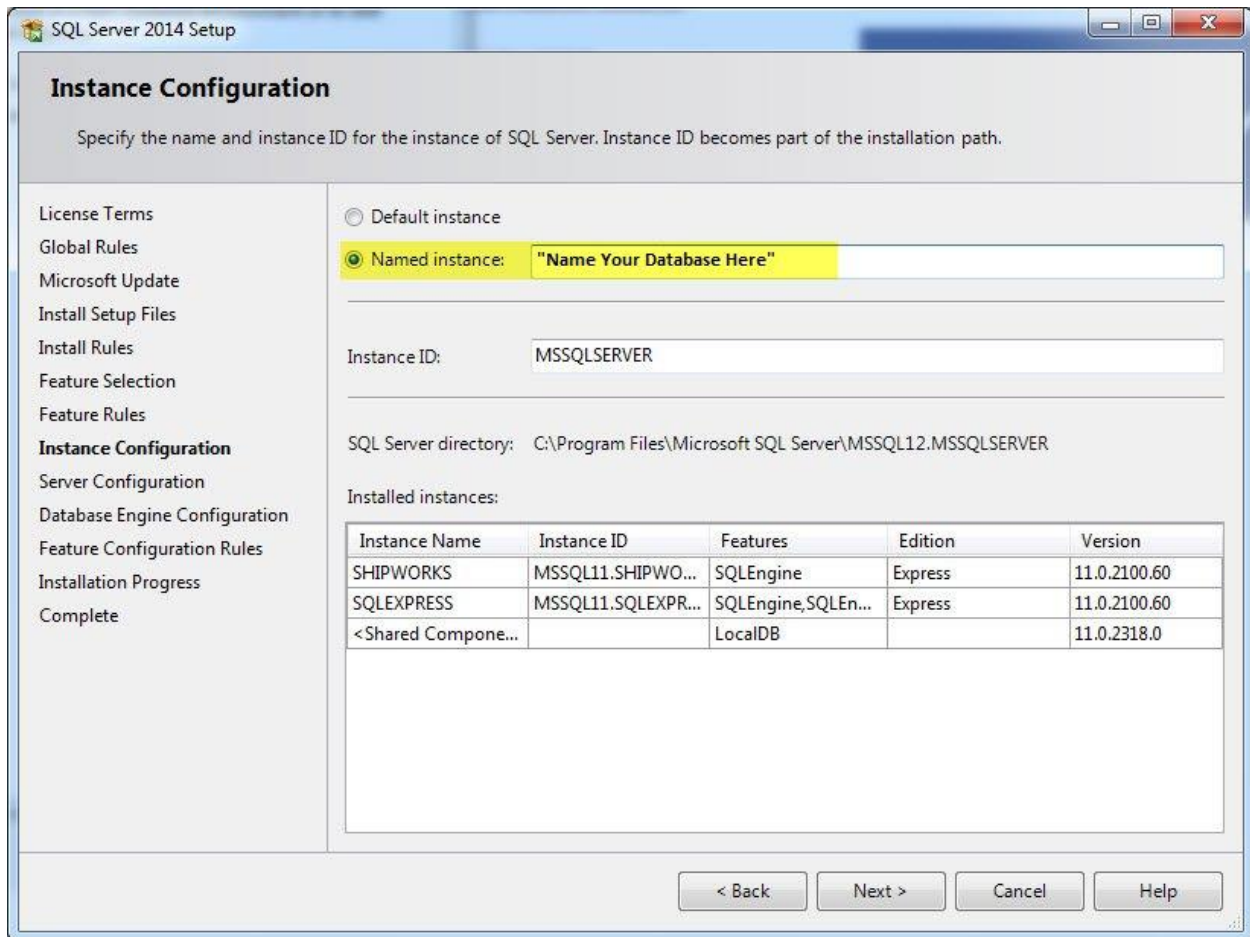 SQL Server 2014 Setup
Instance Configuration
Specify the name and instance ID for the instance of SQL Server. Instance ID becomes part of the installation path.
License Terms
Global Rules
Microsoft Update
Install Setup Files
Install Rules
Feature Selection
Feature Rules
Instance Configuration
Server Configuration
Database Engine Configuration
Feature Configuration Rules
Installation Progress
Complete
Default instance
Named instance: "Name Your Database Here"
Instance ID: MSSQLSERVER
SQL Server directory: C:\Program Files\Microsoft SQL Server\MSSQL12.MSSQLSERVER
Installed instances:
Instance Name Instance ID Features Edition Version
SHIPWORKS MSSQL11.SHIPWO... SQLEngine Express 11.0.2100.60
SQLEXPRESS MSSQL11.SQLEXPR... SQLEngine,SQLEn... Express 11.0.2100.60
<Shared Compone... LocalDB 11.0.2318.0
< Back Next > Cancel Help